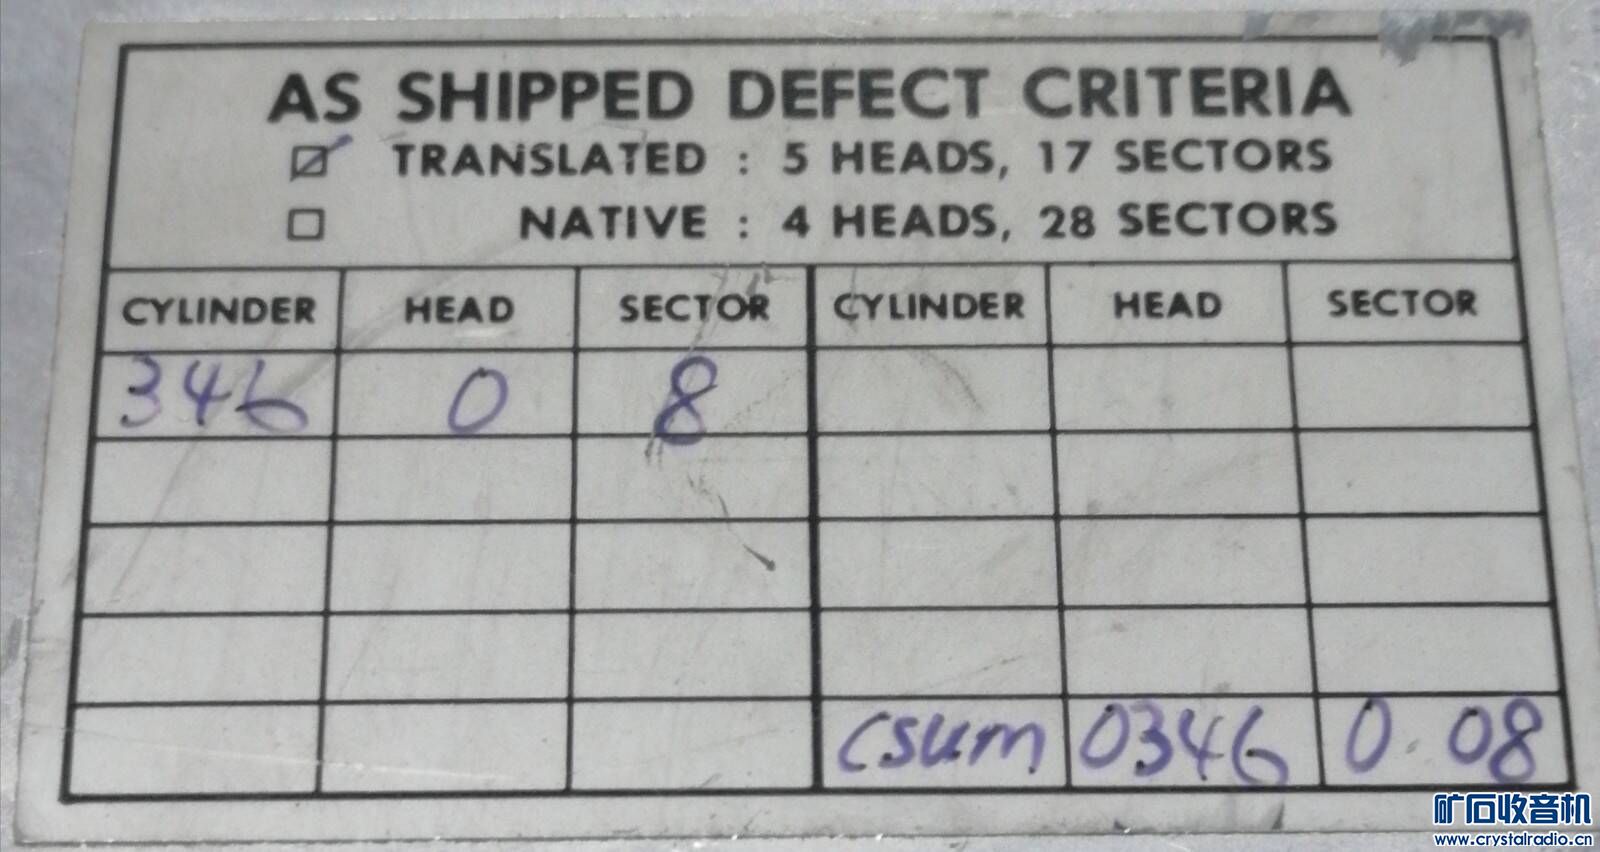 AS SHIPPED DEFECT CRITERIA
TRANSLATED : 5 HEADS, 17 SECTORS
NATIVE : 4 HEADS, 28 SECTORS
CYLINDER HEAD SECTOR CYLINDER HEAD SECTOR
346 0 8
csum 0346 0.08
矿石收音机
www.crystalradio.cn